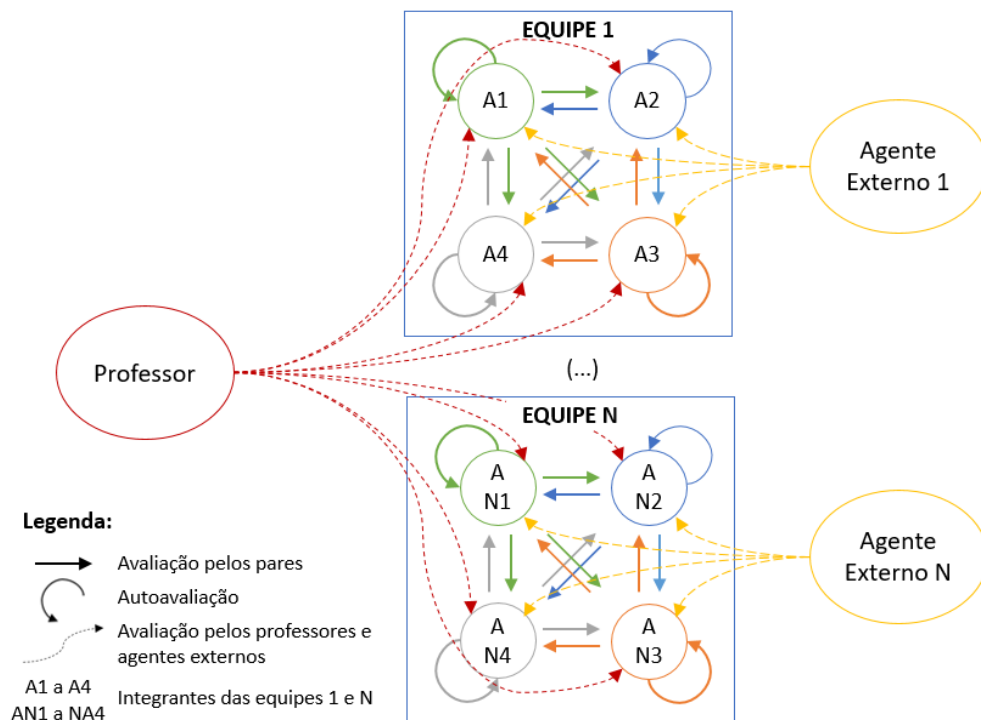 EQUIPE 1
A1
A2
A4
A3
Agente
Externo 1
Professor
(...)
EQUIPE N
A
N1
A
N2
A
N4
A
N3
Agente
Externo N
Legenda:
Avaliação pelos pares
Autoavaliação
Avaliação pelos professores e
agentes externos
A1 a A4
AN1 a NA4
Integrantes das equipes 1 e N